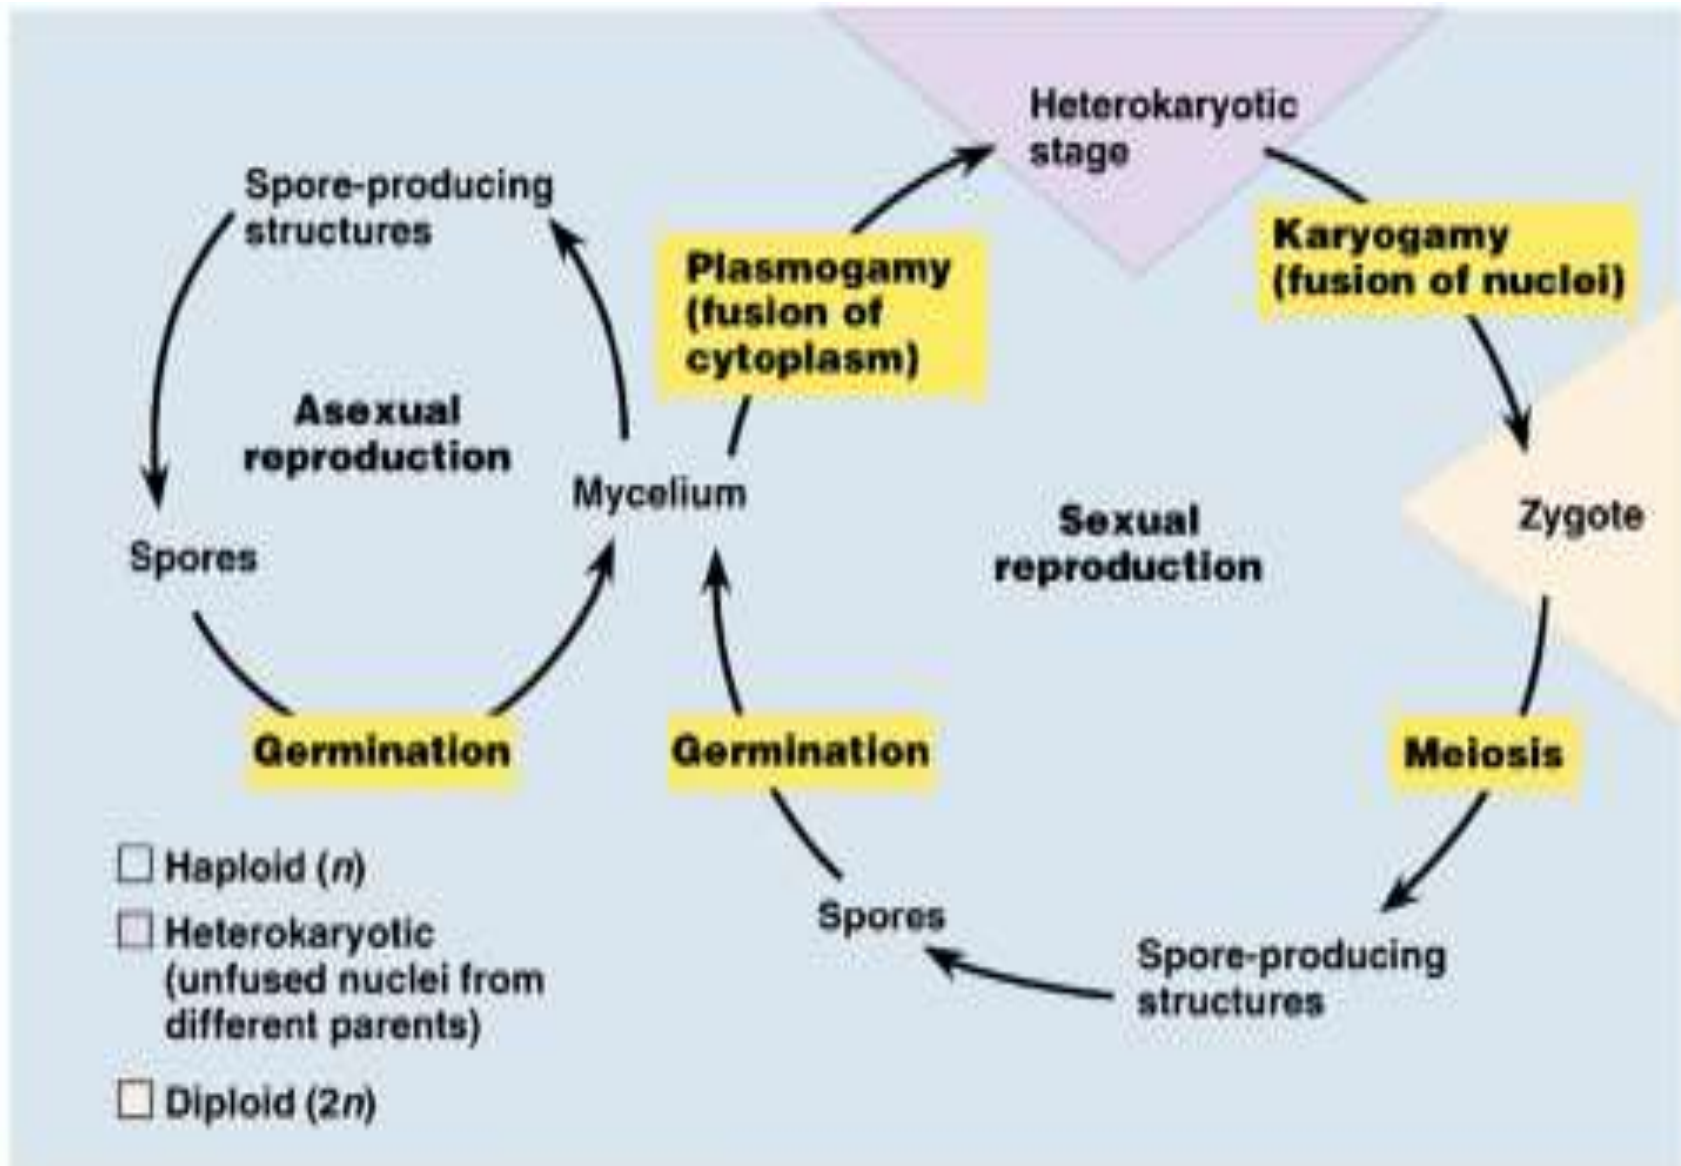 Heterokaryotic
stage
Spore-producing
structures
Plasmogamy
(fusion of
cytoplasm)
Karyogamy
(fusion of nuclei)
Asexual
reproduction
Mycelium
Sexual
reproduction
Zygote
Spores
Germination
Germination
Meiosis
Spores
Spore-producing
structures
Haploid (n)
Heterokaryotic
(unfused nuclei from
different parents)
Diploid (2n)